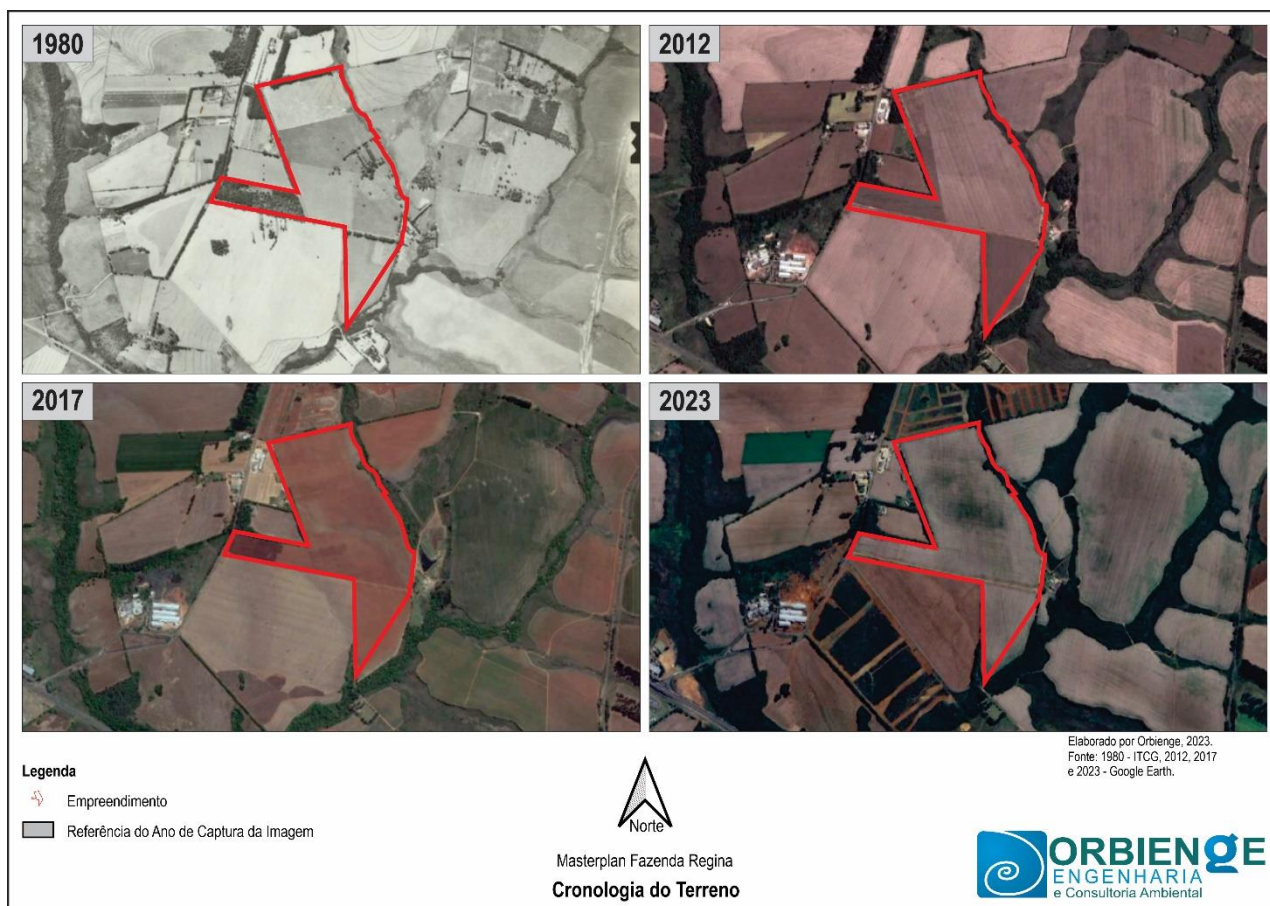 1980
2012
2017
2023
Elaborado por Orbienge, 2023.
Fonte: 1980 - ITCG, 2012, 2017
e 2023 - Google Earth.
Legenda
Empreendimento
Referência do Ano de Captura da Imagem
Norte
Masterplan Fazenda Regina
Cronologia do Terreno
ORBIENgE
ENGENHARIA
e Consultoria Ambiental